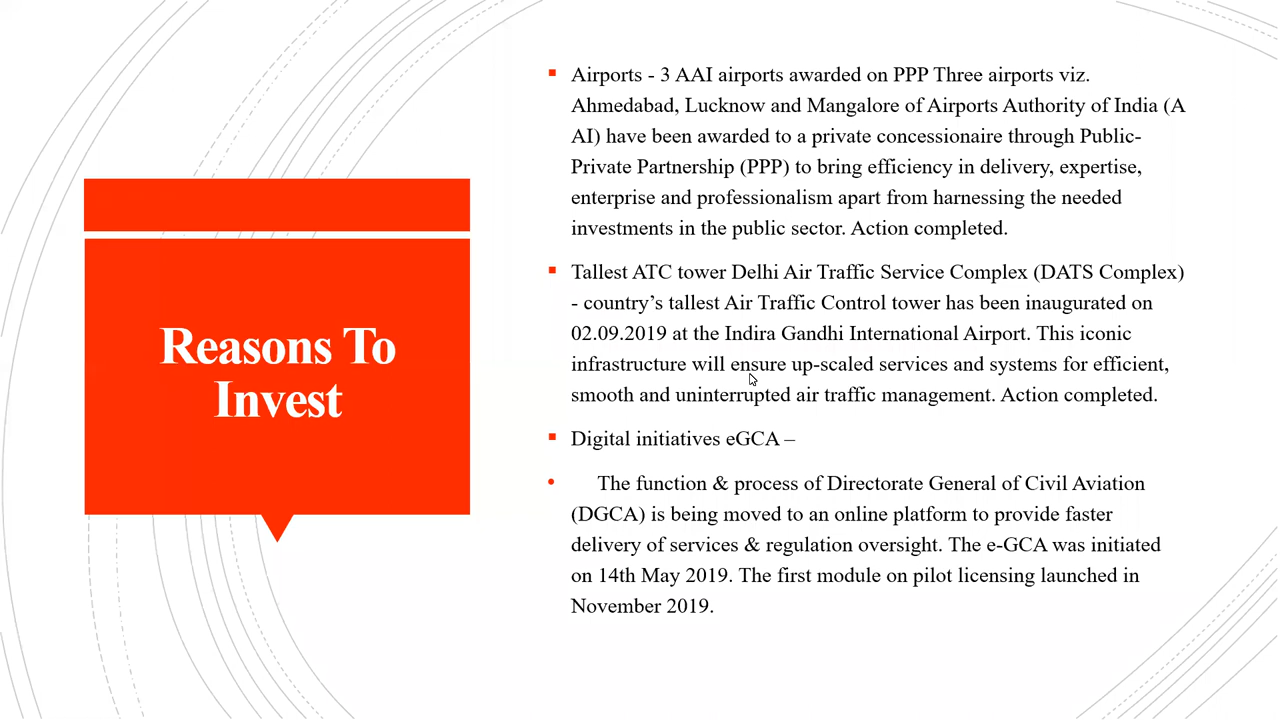 Reasons To
Invest
Airports - 3 AAI airports awarded on PPP Three airports viz.
Ahmedabad, Lucknow and Mangalore of Airports Authority of India (A
AI) have been awarded to a private concessionaire through Public-
Private Partnership (PPP) to bring efficiency in delivery, expertise,
enterprise and professionalism apart from harnessing the needed
investments in the public sector. Action completed.
Tallest ATC tower Delhi Air Traffic Service Complex (DATS Complex)
- country’s tallest Air Traffic Control tower has been inaugurated on
02.09.2019 at the Indira Gandhi International Airport. This iconic
infrastructure will ensure up-scaled services and systems for efficient,
smooth and uninterrupted air traffic management. Action completed.
Digital initiatives eGCA –
The function & process of Directorate General of Civil Aviation
(DGCA) is being moved to an online platform to provide faster
delivery of services & regulation oversight. The e-GCA was initiated
on 14th May 2019. The first module on pilot licensing launched in
November 2019.